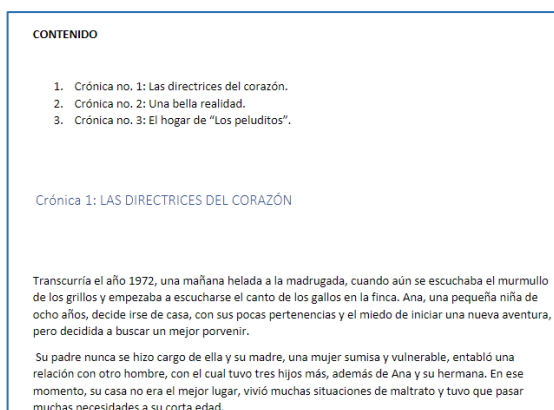 CONTENIDO
1. Crónica no. 1: Las directrices del corazón.
2. Crónica no. 2: Una bella realidad.
3. Crónica no. 3: El hogar de “Los peluditos”.
Crónica 1: LAS DIRECTRICES DEL CORAZÓN
Transcurría el año 1972, una mañana helada a la madrugada, cuando aún se escuchaba el murmullo
de los grillos y empezaba a escucharse el canto de los gallos en la finca. Ana, una pequeña niña de
ocho años, decide irse de casa, con sus pocas pertenencias y el miedo de iniciar una nueva aventura,
pero decidida a buscar un mejor porvenir.
Su padre nunca se hizo cargo de ella y su madre, una mujer sumisa y vulnerable, entabló una
relación con otro hombre, con el cual tuvo tres hijos más, además de Ana y su hermana. En ese
momento, su casa no era el mejor lugar, vivió muchas situaciones de maltrato y tuvo que pasar
muchas necesidades a su corta edad.